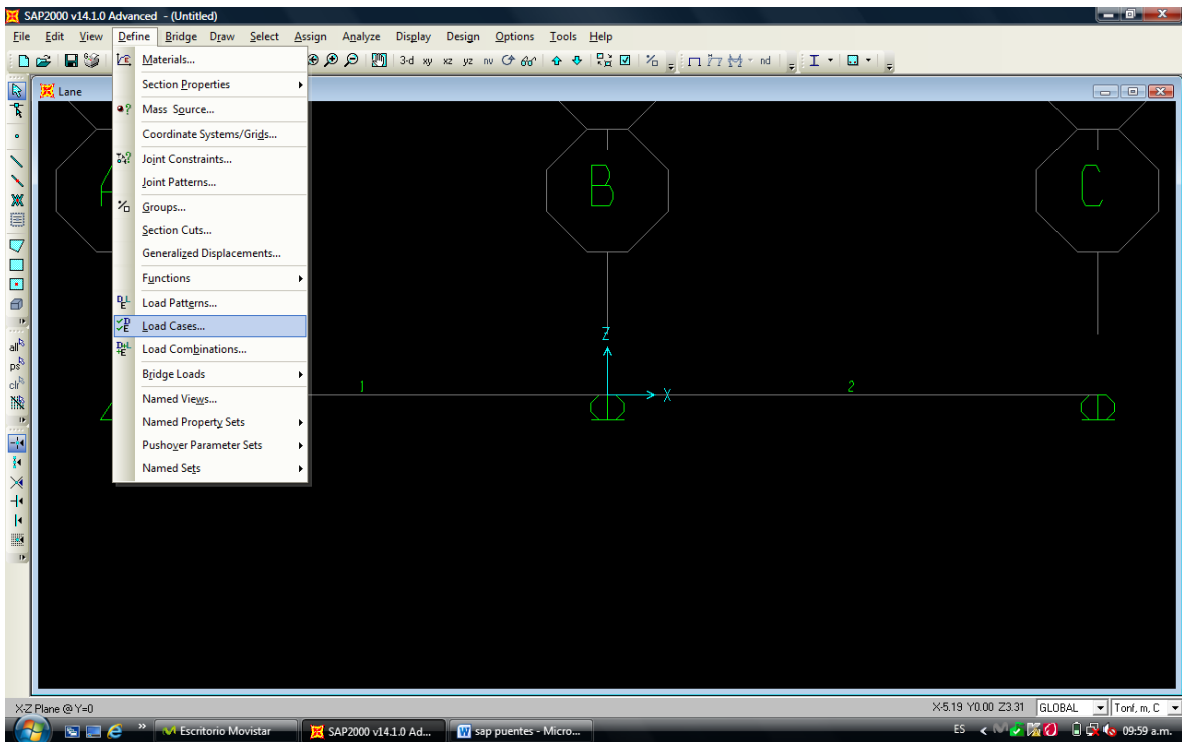 SAP2000 v14.1.0 Advanced - (Untitled)
File Edit View Define Bridge Draw Select Assign Analyze Display Design Options Tools Help
3-d xy xz yz nv
nd
Lane
Materials...
Section Properties
Mass Source...
Coordinate Systems/Grids...
Joint Constraints...
Joint Patterns...
Groups...
Section Cuts...
Generalized Displacements...
Functions
Load Patterns...
Load Cases...
Load Combinations...
Bridge Loads
Named Views...
Named Property Sets
Pushover Parameter Sets
Named Sets
all
ps
clr
B
C
Z
X
1
2
X-Z Plane @ Y=0
X-5.19 Y0.00 Z3.31
GLOBAL
Tonf, m, C
Escritorio Movistar
SAP2000 v14.1.0 Ad...
sap puentes - Micro...
ES
09:59 a.m.